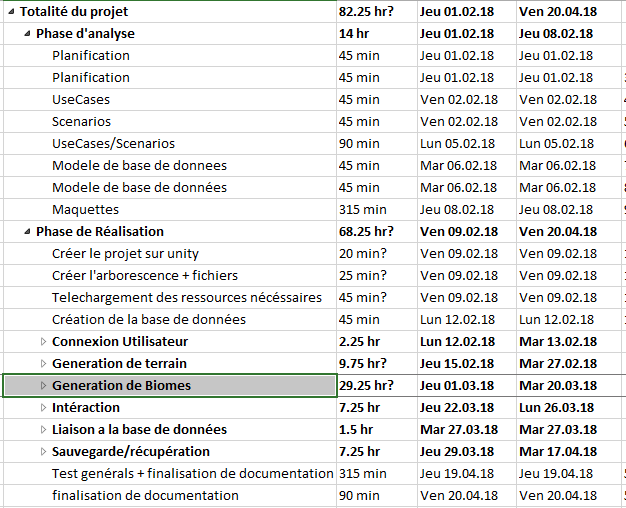 Totalité du projet 82.25 hr? Jeu 01.02.18 Ven 20.04.18
Phase d'analyse 14 hr Jeu 01.02.18 Jeu 08.02.18
Planification 45 min Jeu 01.02.18 Jeu 01.02.18
Planification 45 min Jeu 01.02.18 Jeu 01.02.18
UseCases 45 min Ven 02.02.18 Ven 02.02.18
Scenarios 45 min Ven 02.02.18 Ven 02.02.18
UseCases/Scenarios 90 min Lun 05.02.18 Lun 05.02.18
Modele de base de donnees 45 min Mar 06.02.18 Mar 06.02.18
Modele de base de données 45 min Mar 06.02.18 Mar 06.02.18
Maquettes 315 min Jeu 08.02.18 Jeu 08.02.18
Phase de Réalisation 68.25 hr? Ven 09.02.18 Ven 20.04.18
Créer le projet sur unity 20 min? Ven 09.02.18 Ven 09.02.18
Créer l'arborescence + fichiers 25 min? Ven 09.02.18 Ven 09.02.18
Telechargement des ressources nécéssaires 45 min? Ven 09.02.18 Ven 09.02.18
Création de la base de données 45 min Lun 12.02.18 Lun 12.02.18
Connexion Utilisateur 2.25 hr Lun 12.02.18 Mar 13.02.18
Generation de terrain 9.75 hr? Jeu 15.02.18 Mar 27.02.18
Generation de Biomes 29.25 hr? Jeu 01.03.18 Mar 20.03.18
Intéraction 7.25 hr Jeu 22.03.18 Lun 26.03.18
Liaison a la base de données 1.5 hr Mar 27.03.18 Mar 27.03.18
Sauvegarde/récupération 7.25 hr Jeu 29.03.18 Mar 17.04.18
Test genérals + finalisation de documentation 315 min Jeu 19.04.18 Jeu 19.04.18
finalisation de documentation 90 min Ven 20.04.18 Ven 20.04.18